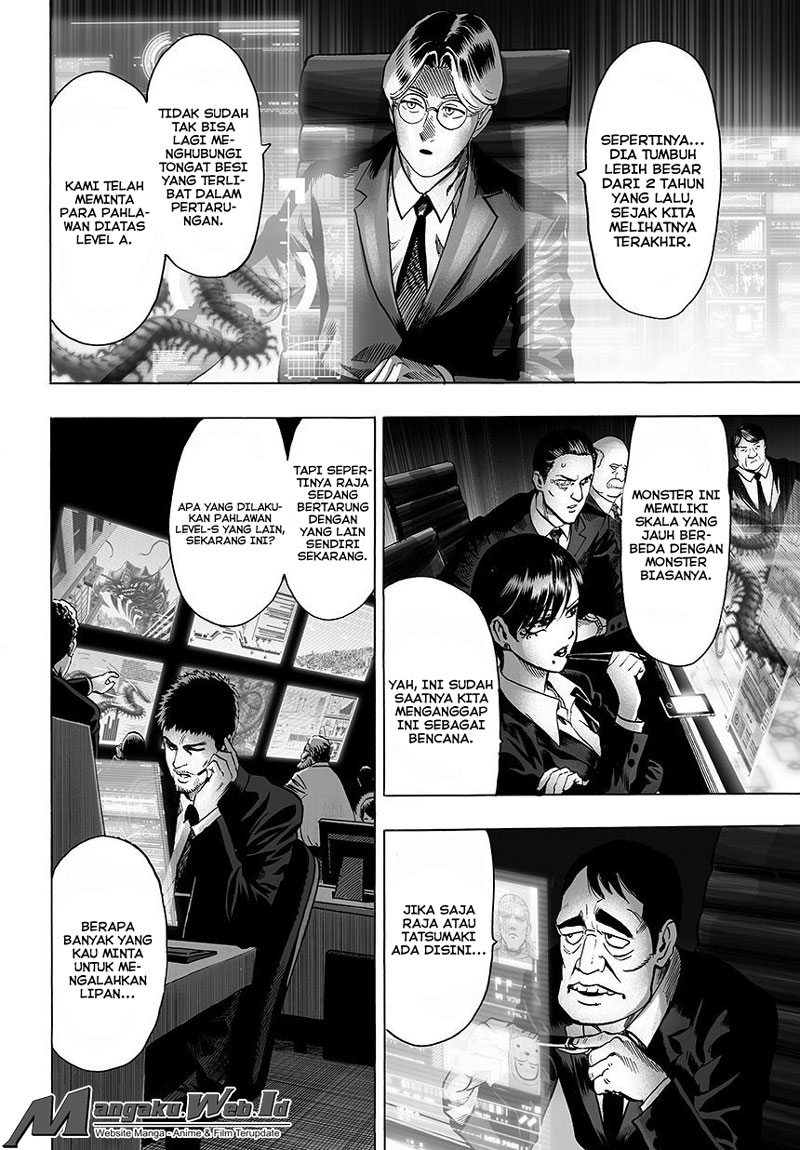 SEPERTINYA...
DIA TUMBUH
LEBIH BESAR
DARI 2 TAHUN
YANG LALU,
SEJAK KITA
MELIHATNYA
TERAKHIR.
TIDAK SUDAH
TAK BISA
LAGI ME-
NGHUBUNGI
TONGAT BESI
YANG TERLI-
BAT DALAM
PERTARU-
NGAN.
KAMI TELAH
MEMINTA
PARA PAHLA-
WAN DIATAS
LEVEL A.
MONSTER INI
MEMILIKI
SKALA YANG
JAUH BER-
BEDA DENGAN
MONSTER
BIASANYA.
YAH, INI SUDAH
SAATNYA KITA
MENGANGGAP
INI SEBAGAI
BENCANA.
JIKA SAJA
RAJA ATAU
TATSUMAKI
ADA DISINI...
TAPI SEPER-
TINYA RAJA
SEDANG
BERTARUNG
DENGAN
YANG LAIN
SENDIRI
SEKARANG.
APA YANG DILAKU-
KAN PAHLAWAN
LEVEL-S YANG LAIN,
SEKARANG INI?
BERAPA
BANYAK YANG
KAU MINTA
UNTUK ME-
NGALAHKAN
LIPAN...
Mangaku.Web.Id
Website Manga - Anime & Film Terupdate